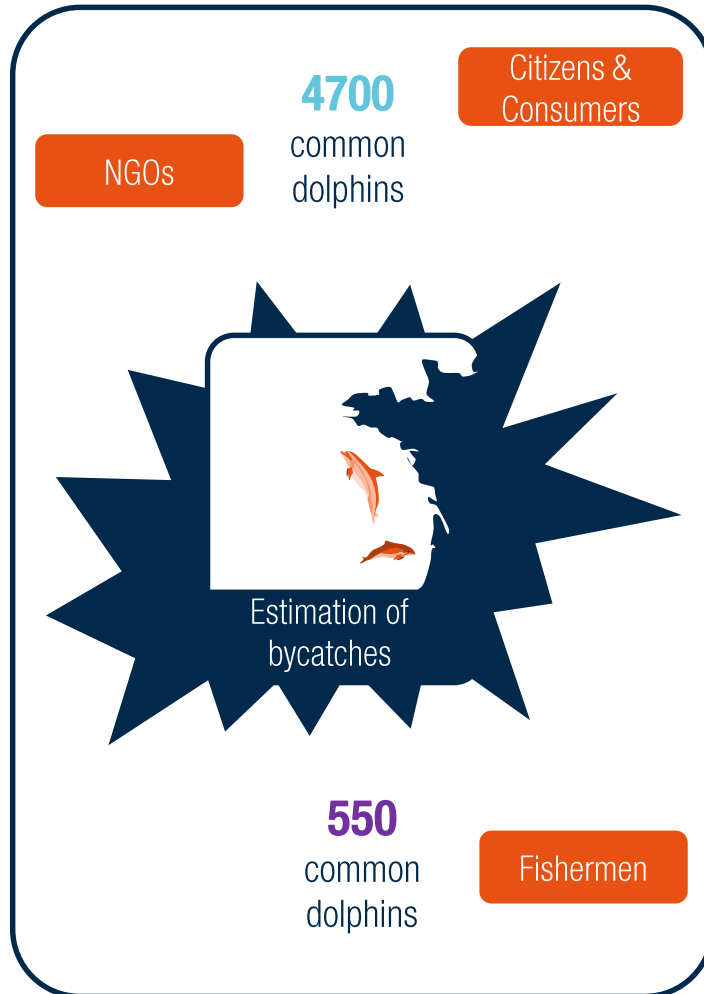 4700
common
dolphins
Citizens &
Consumers
NGOs
Estimation of
bycatches
550
common
dolphins
Fishermen